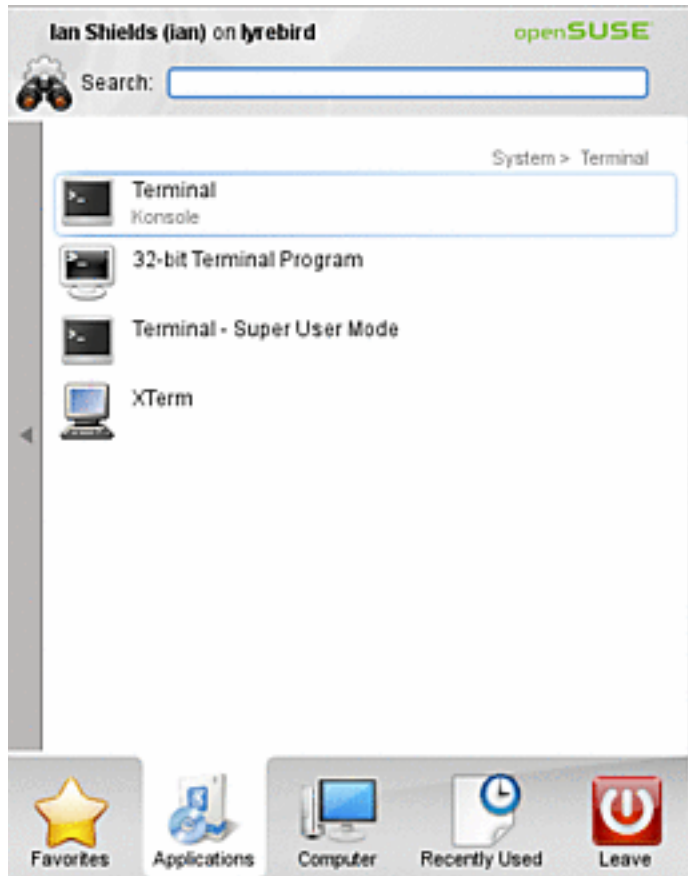 Ian Shields (ian) on lyrebird
openSUSE
Search:
System > Terminal
Terminal
Konsole
32-bit Terminal Program
Terminal - Super User Mode
XTerm
Favorites
Applications
Computer
Recently Used
Leave